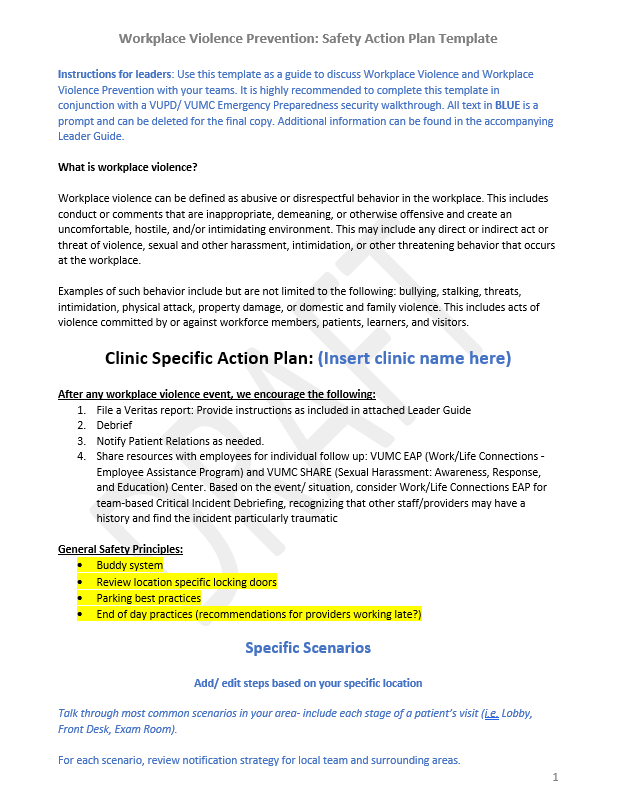 Workplace Violence Prevention: Safety Action Plan Template
Instructions for leaders: Use this template as a guide to discuss Workplace Violence and Workplace
Violence Prevention with your teams. It is highly recommended to complete this template in
conjunction with a VUPD/ VUMC Emergency Preparedness security walkthrough. All text in BLUE is a
prompt and can be deleted for the final copy. Additional information can be found in the accompanying
Leader Guide.
What is workplace violence?
Workplace violence can be defined as abusive or disrespectful behavior in the workplace. This includes
conduct or comments that are inappropriate, demeaning, or otherwise offensive and create an
uncomfortable, hostile, and/or intimidating environment. This may include any direct or indirect act or
threat of violence, sexual and other harassment, intimidation, or other threatening behavior that occurs
at the workplace.
Examples of such behavior include but are not limited to the following: bullying, stalking, threats,
intimidation, physical attack, property damage, or domestic and family violence. This includes acts of
violence committed by or against workforce members, patients, learners, and visitors.
Clinic Specific Action Plan: (Insert clinic name here)
After any workplace violence event, we encourage the following:
1. File a Veritas report: Provide instructions as included in attached Leader Guide
2. Debrief
3. Notify Patient Relations as needed.
4. Share resources with employees for individual follow up: VUMC EAP (Work/Life Connections -
Employee Assistance Program) and VUMC SHARE (Sexual Harassment: Awareness, Response,
and Education) Center. Based on the event/ situation, consider Work/Life Connections EAP for
team-based Critical Incident Debriefing, recognizing that other staff/providers may have a
history and find the incident particularly traumatic
General Safety Principles:
• Buddy system
• Review location specific locking doors
• Parking best practices
• End of day practices (recommendations for providers working late?)
Specific Scenarios
Add/ edit steps based on your specific location
Talk through most common scenarios in your area- include each stage of a patient's visit (i.e. Lobby,
Front Desk, Exam Room).
For each scenario, review notification strategy for local team and surrounding areas.
1
DRAFT